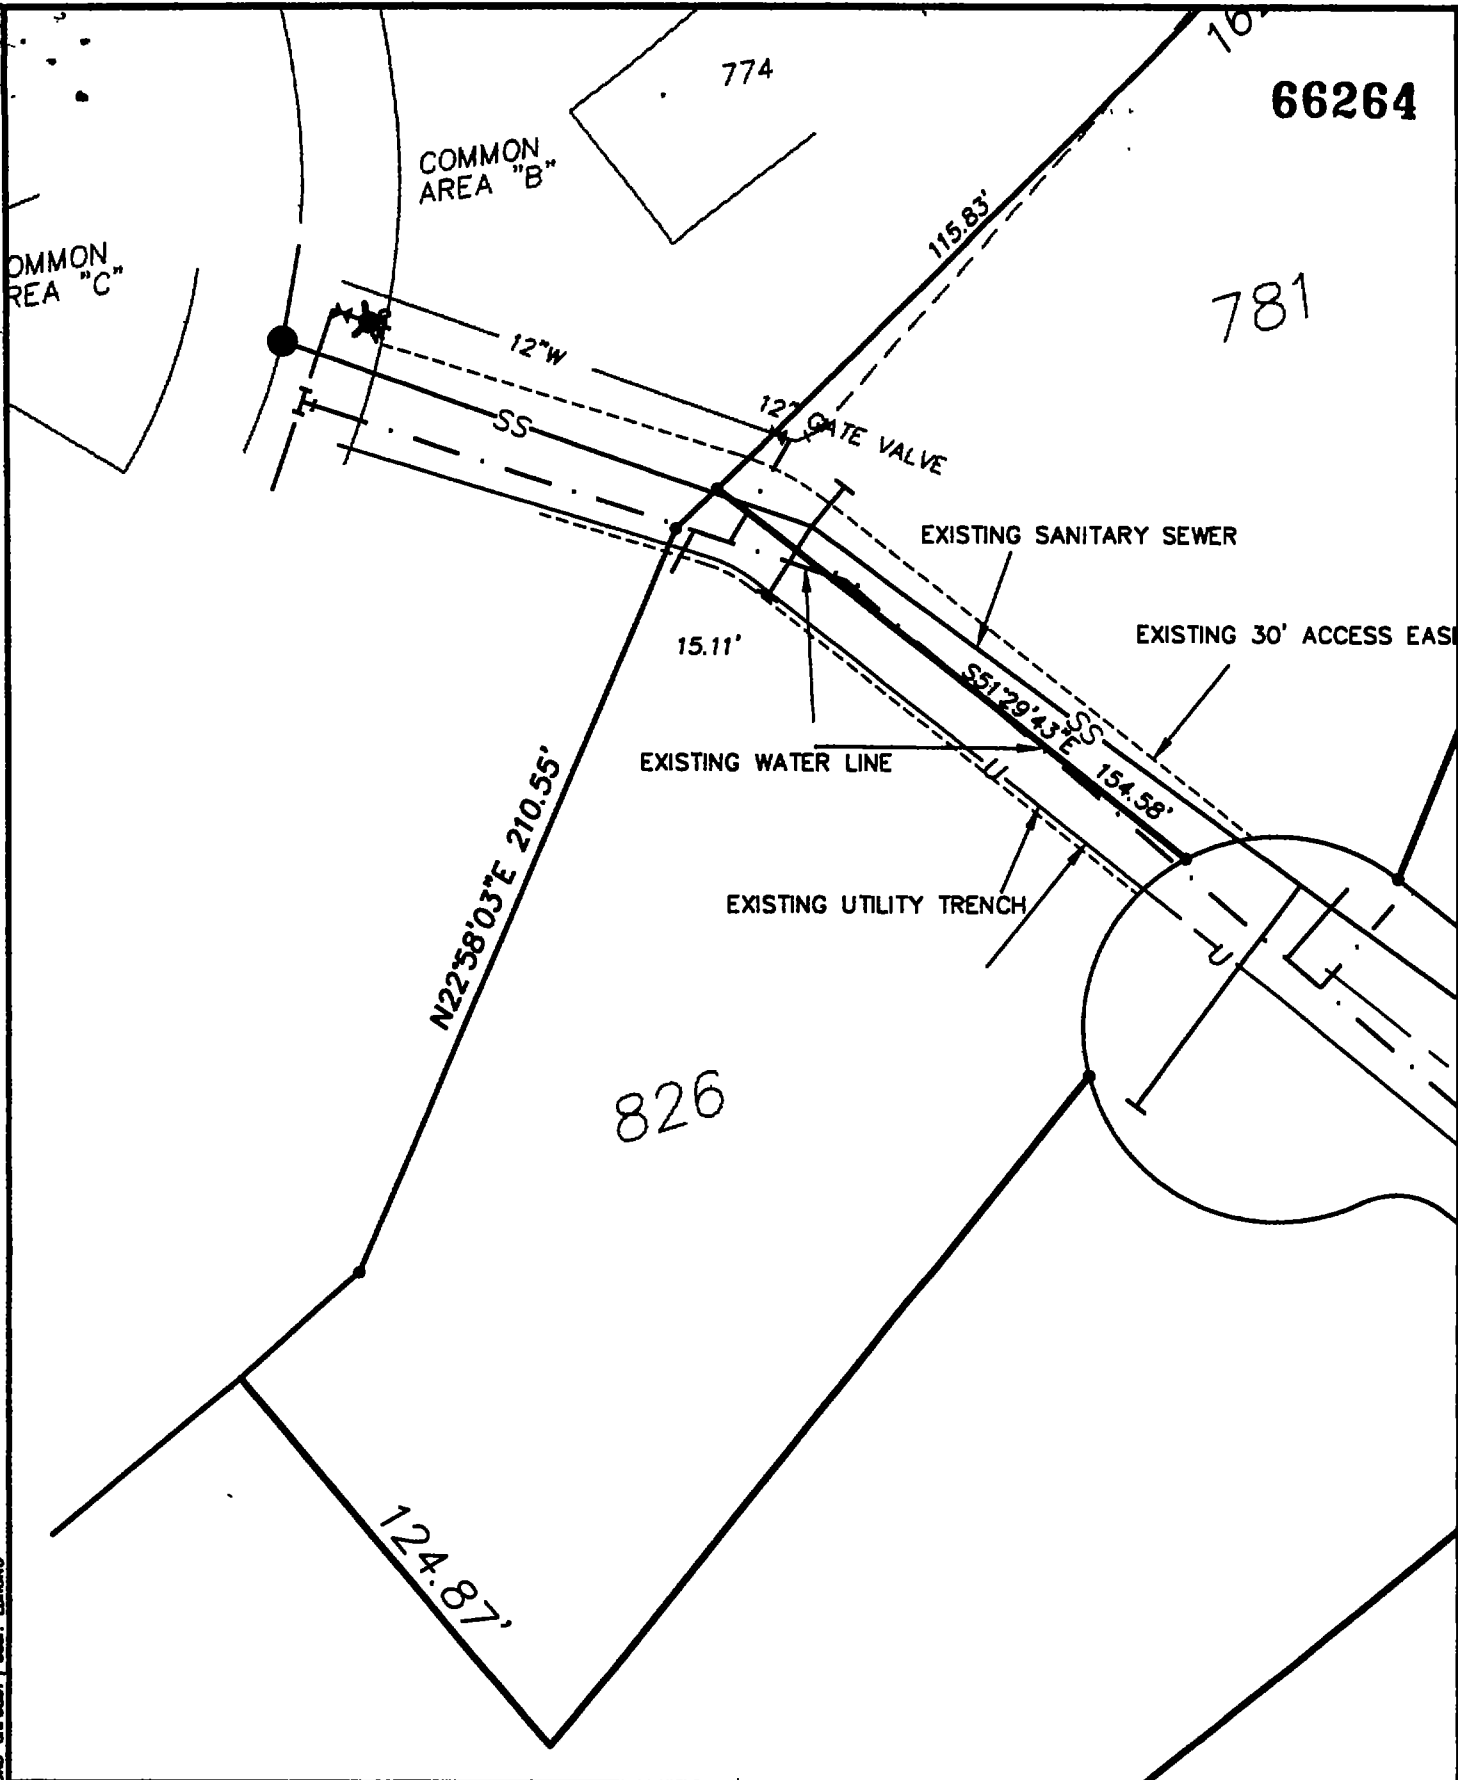 774
66264
COMMON
AREA "B"
OMMON
REA "C"
115.83'
781
12"W
12" GATE VALVE
SS
EXISTING SANITARY SEWER
EXISTING 30' ACCESS EAS
15.11'
S51°29'43"E
154.58'
SS
EXISTING WATER LINE
U
N22°58'03"E 210.55'
EXISTING UTILITY TRENCH
U
826
124.87'